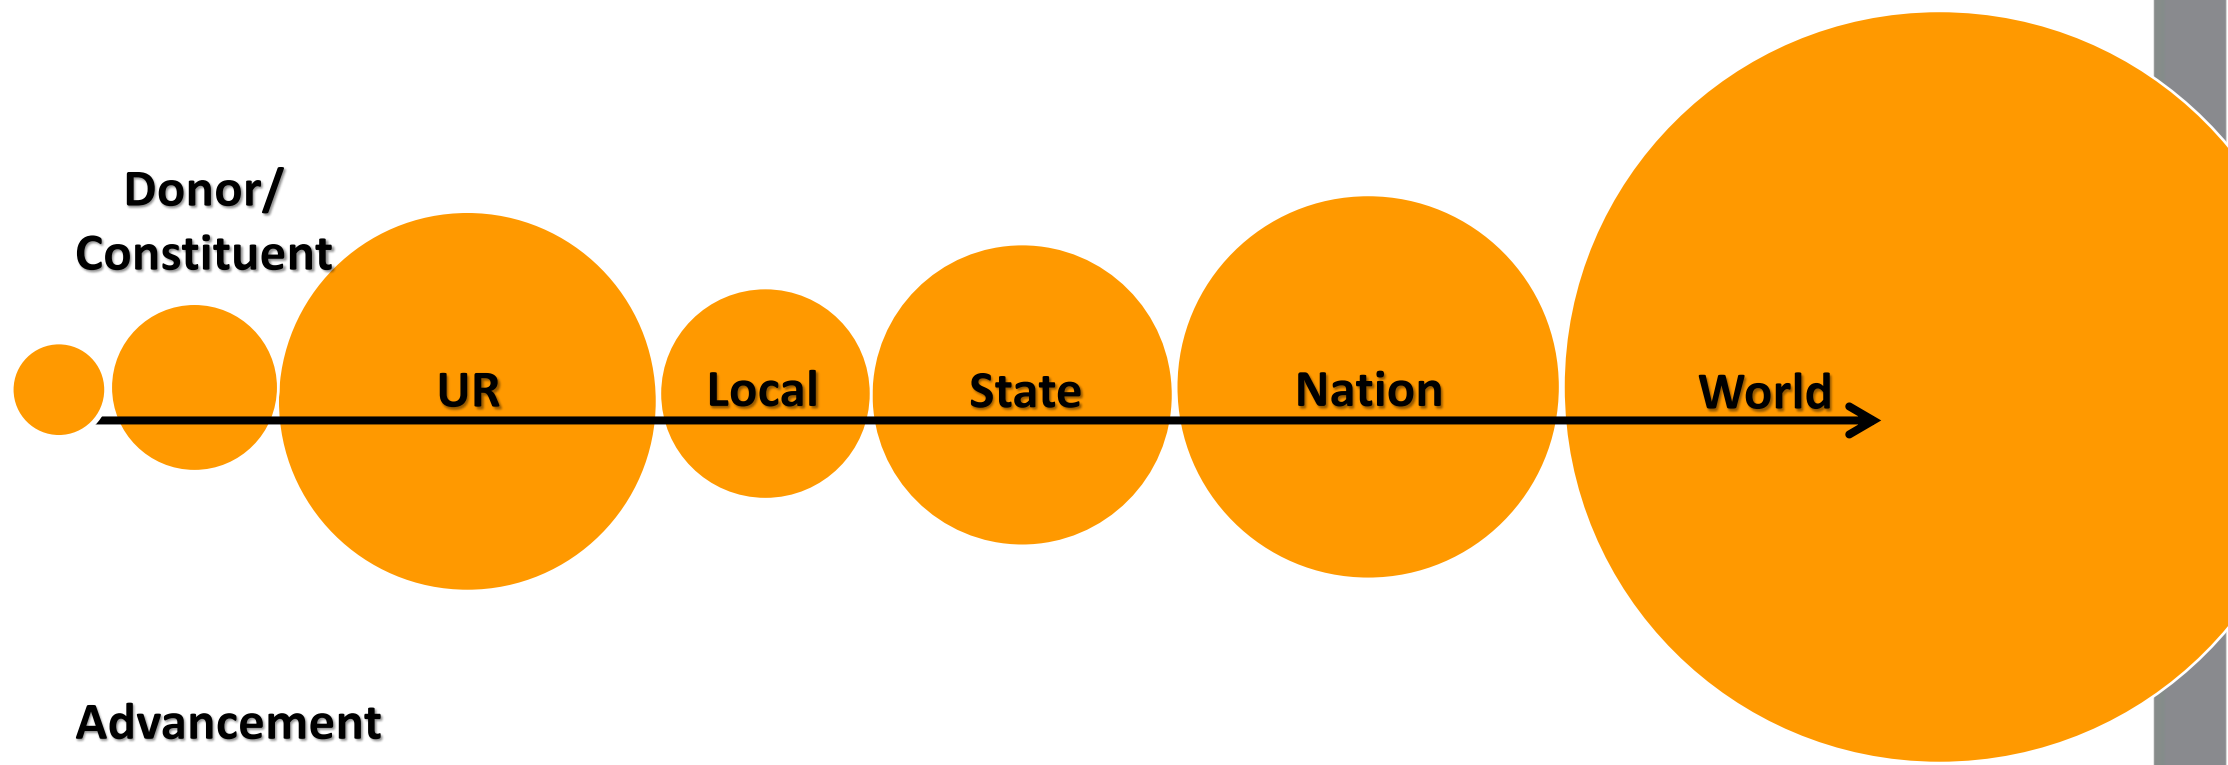 Donor/
Constituent
UR
Local
State
Nation
World
Advancement